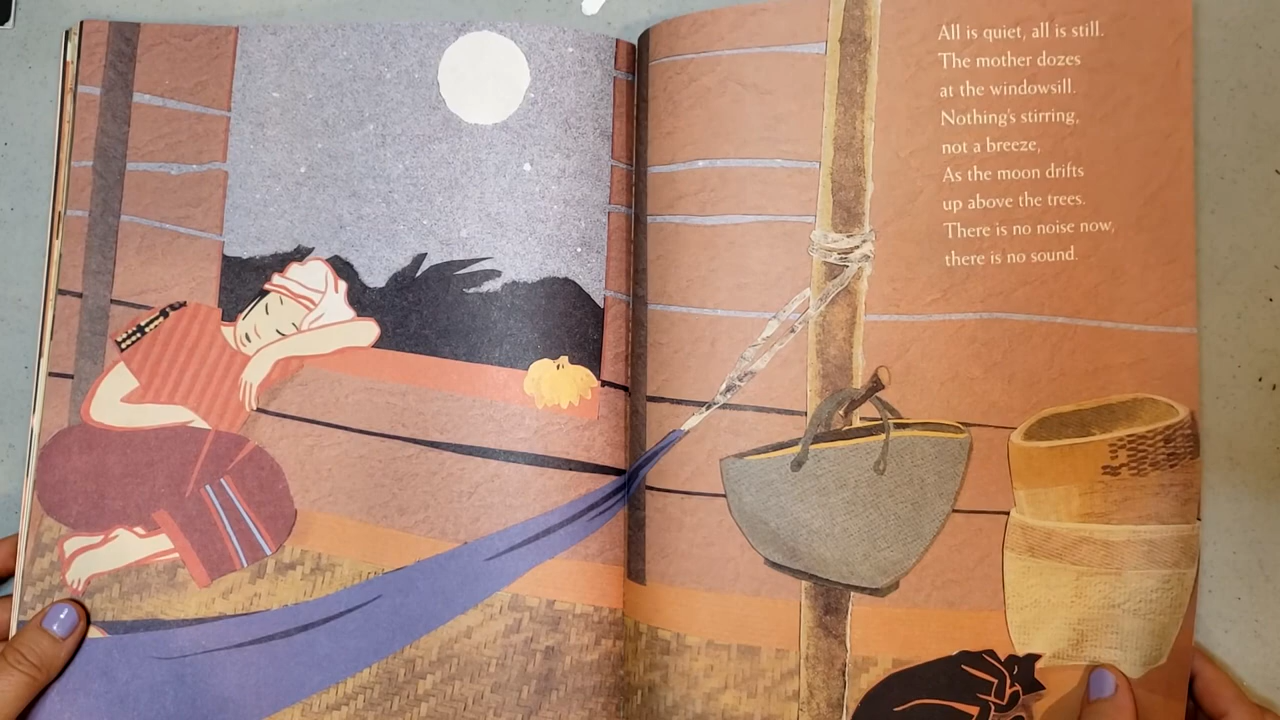 All is quiet, all is still.
The mother dozes
at the windowsill.
Nothing's stirring,
not a breeze,
As the moon drifts
up above the trees.
There is no noise now,
there is no sound.